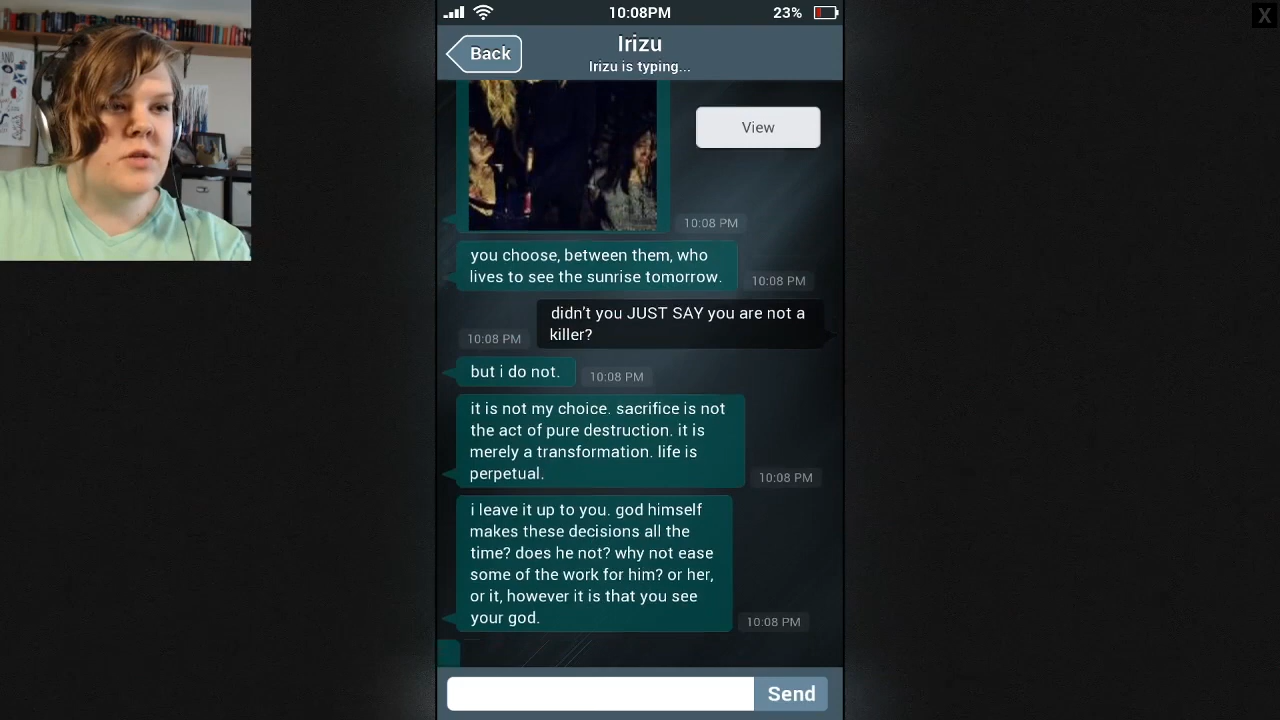 10:08PM
23%
X
Back
Irizu
Irizu is typing...
View
10:08 PM
you choose, between them, who
lives to see the sunrise tomorrow.
10:08 PM
didn't you JUST SAY you are not a
killer?
10:08 PM
but i do not.
10:08 PM
it is not my choice. sacrifice is not
the act of pure destruction. it is
merely a transformation. life is
perpetual.
10:08 PM
i leave it up to you. god himself
makes these decisions all the
time? does he not? why not ease
some of the work for him? or her,
or it, however it is that you see
your god.
10:08 PM
Send